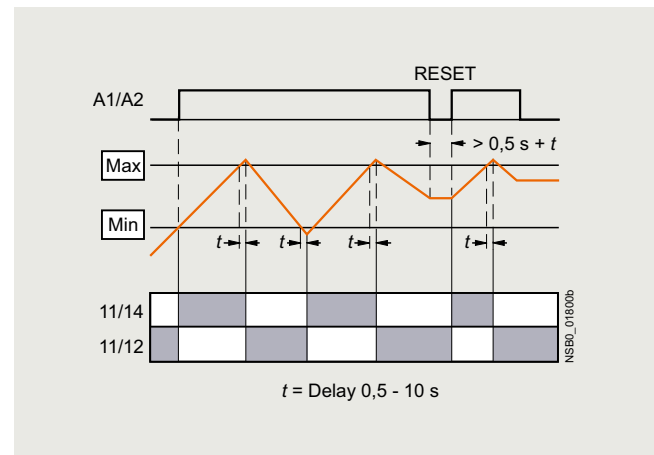 RESET
A1/A2
> 0,5 s + t
Max
Min
t t t t
11/14
11/12
NSB0_01800b
t = Delay 0,5 - 10 s